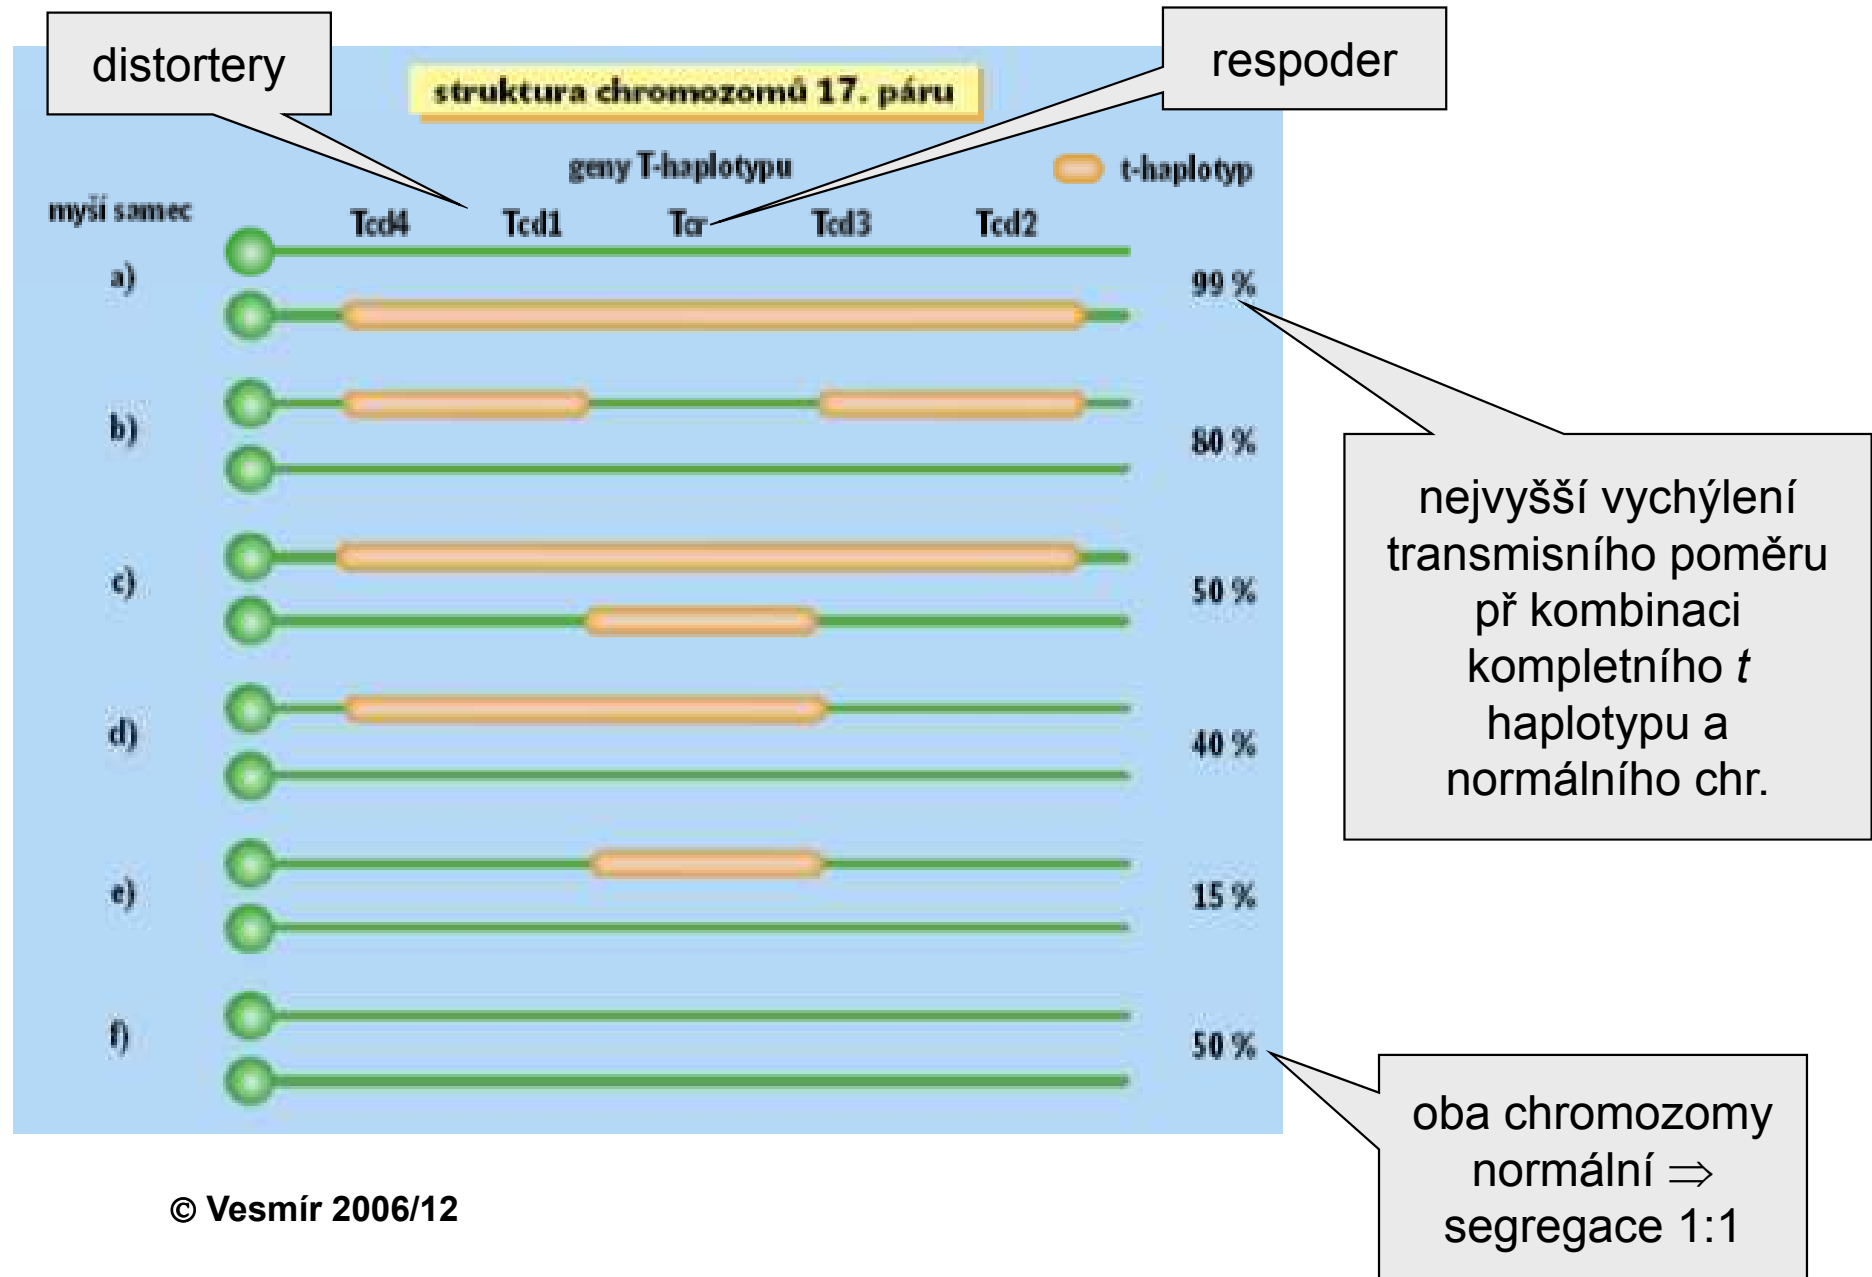 distortery
respoder
struktura chromozomů 17. páru
geny T-haplotypu
t-haplotyp
myší samec
Tcd4 Tcd1 Tcr Tcd3 Tcd2
a)
99 %
b)
80 %
c)
50 %
d)
40 %
e)
15 %
f)
50 %
nejvyšší vychýlení
transmisního poměru
př kombinaci
kompletního t
haplotypu a
normálního chr.
oba chromozomy
normální ⇒
segregace 1:1
© Vesmír 2006/12